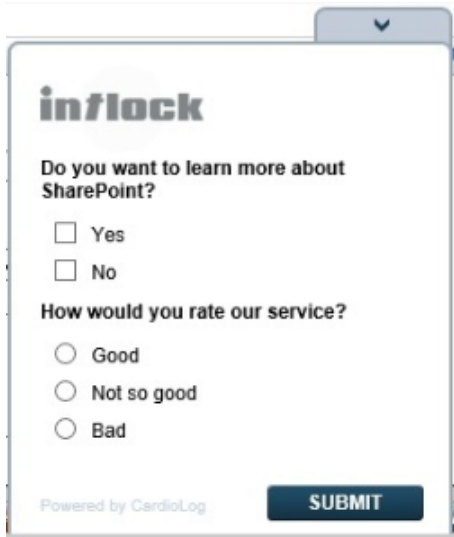 inflock
Do you want to learn more about
SharePoint?
Yes
No
How would you rate our service?
Good
Not so good
Bad
Powered by CardioLog
SUBMIT